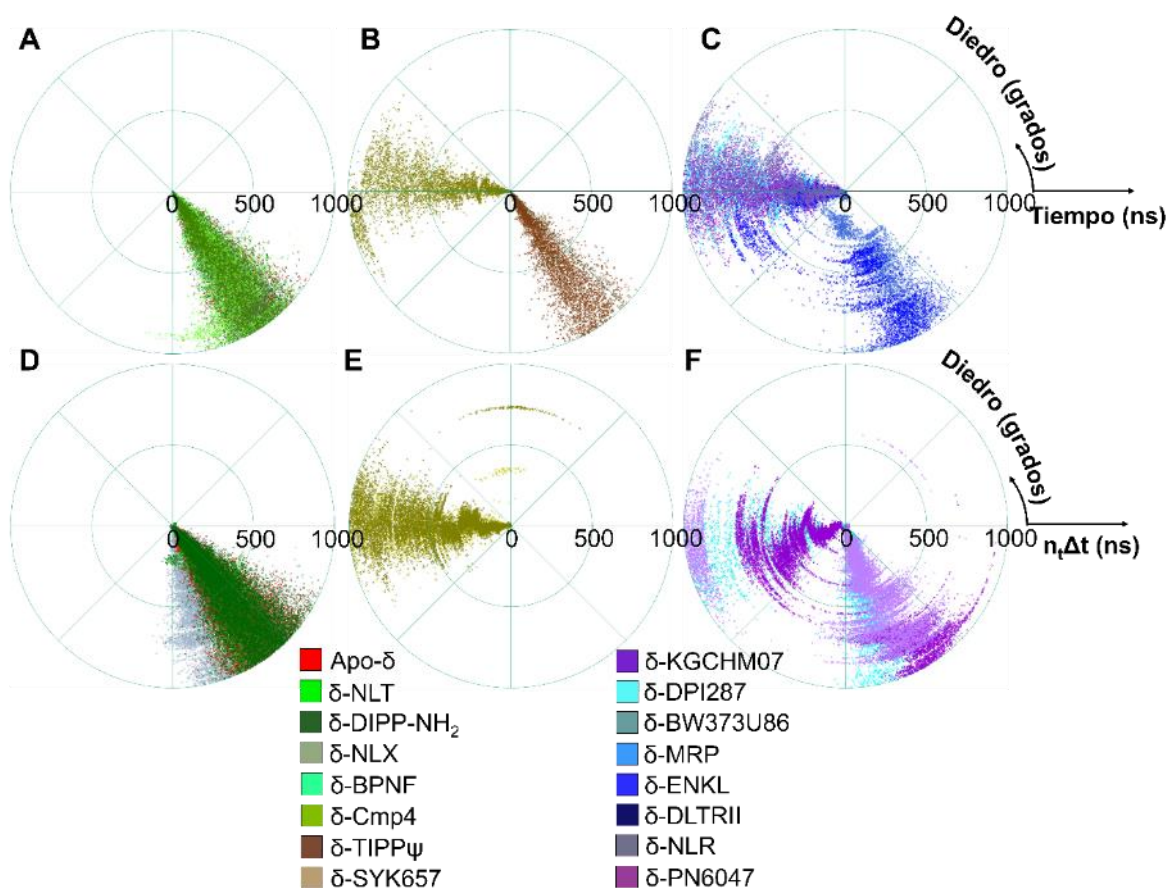 A
B
C
Diedro (grados)
0 500 1000
0 500 1000
0 500 1000
Tiempo (ns)
D
E
F
Diedro (grados)
0 500 1000
0 500 1000
0 500 1000
nₜΔt (ns)
Apo-δ
δ-NLT
δ-DIPP-NH₂
δ-NLX
δ-BPNF
δ-Cmp4
δ-TIPPψ
δ-SYK657
δ-KGCHM07
δ-DPI287
δ-BW373U86
δ-MRP
δ-ENKL
δ-DLTRII
δ-NLR
δ-PN6047